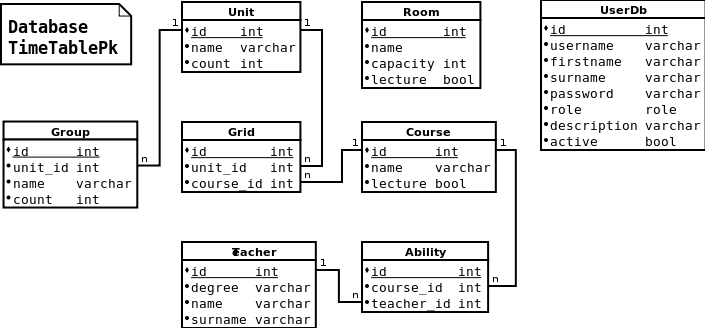 Database
TimeTablePk
Unit
id int
name varchar
count int
Room
id int
name
capacity int
lecture bool
UserDb
id int
username varchar
firstname varchar
surname varchar
password varchar
role role
description varchar
active bool
Group
id int
unit_id int
name varchar
count int
Grid
id int
unit_id int
course_id int
Course
id int
name varchar
lecture bool
Teacher
id int
degree varchar
name varchar
surname varchar
Ability
id int
course_id int
teacher_id int
1
1
n
n
n
1
1
1
n
n